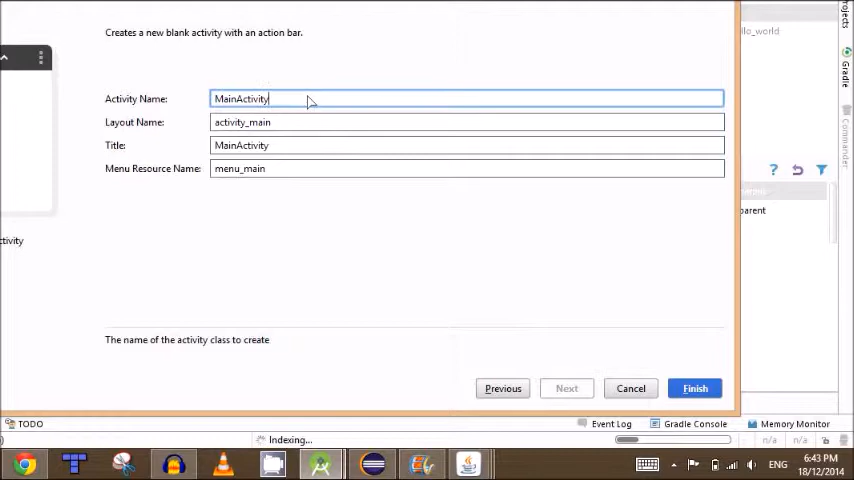 Creates a new blank activity with an action bar.
Activity Name: MainActivity
Layout Name: activity_main
Title: MainActivity
Menu Resource Name: menu_main
The name of the activity class to create
Previous Next Cancel Finish
Gradle
Commander
TODO Event Log Gradle Console Memory Monitor
Indexing... n/a n/a
ENG 6:43 PM
18/12/2014